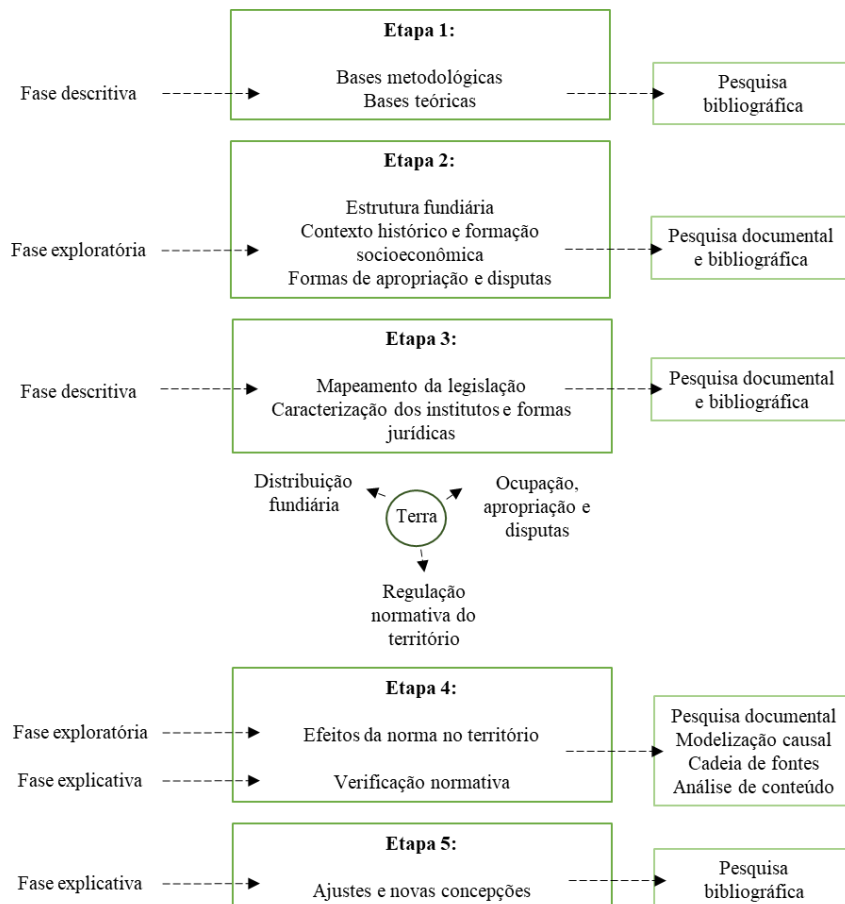 Etapa 1:
Fase descritiva
Bases metodológicas
Bases teóricas
Pesquisa
bibliográfica
Etapa 2:
Fase exploratória
Estrutura fundiária
Contexto histórico e formação
socioeconômica
Formas de apropriação e disputas
Pesquisa documental
e bibliográfica
Etapa 3:
Fase descritiva
Mapeamento da legislação
Caracterização dos institutos e formas
jurídicas
Pesquisa documental
e bibliográfica
Distribuição
fundiária
Terra
Ocupação,
apropriação e
disputas
Regulação
normativa do
território
Etapa 4:
Fase exploratória
Efeitos da norma no território
Fase explicativa
Verificação normativa
Pesquisa documental
Modelização causal
Cadeia de fontes
Análise de conteúdo
Etapa 5:
Fase explicativa
Ajustes e novas concepções
Pesquisa
bibliográfica